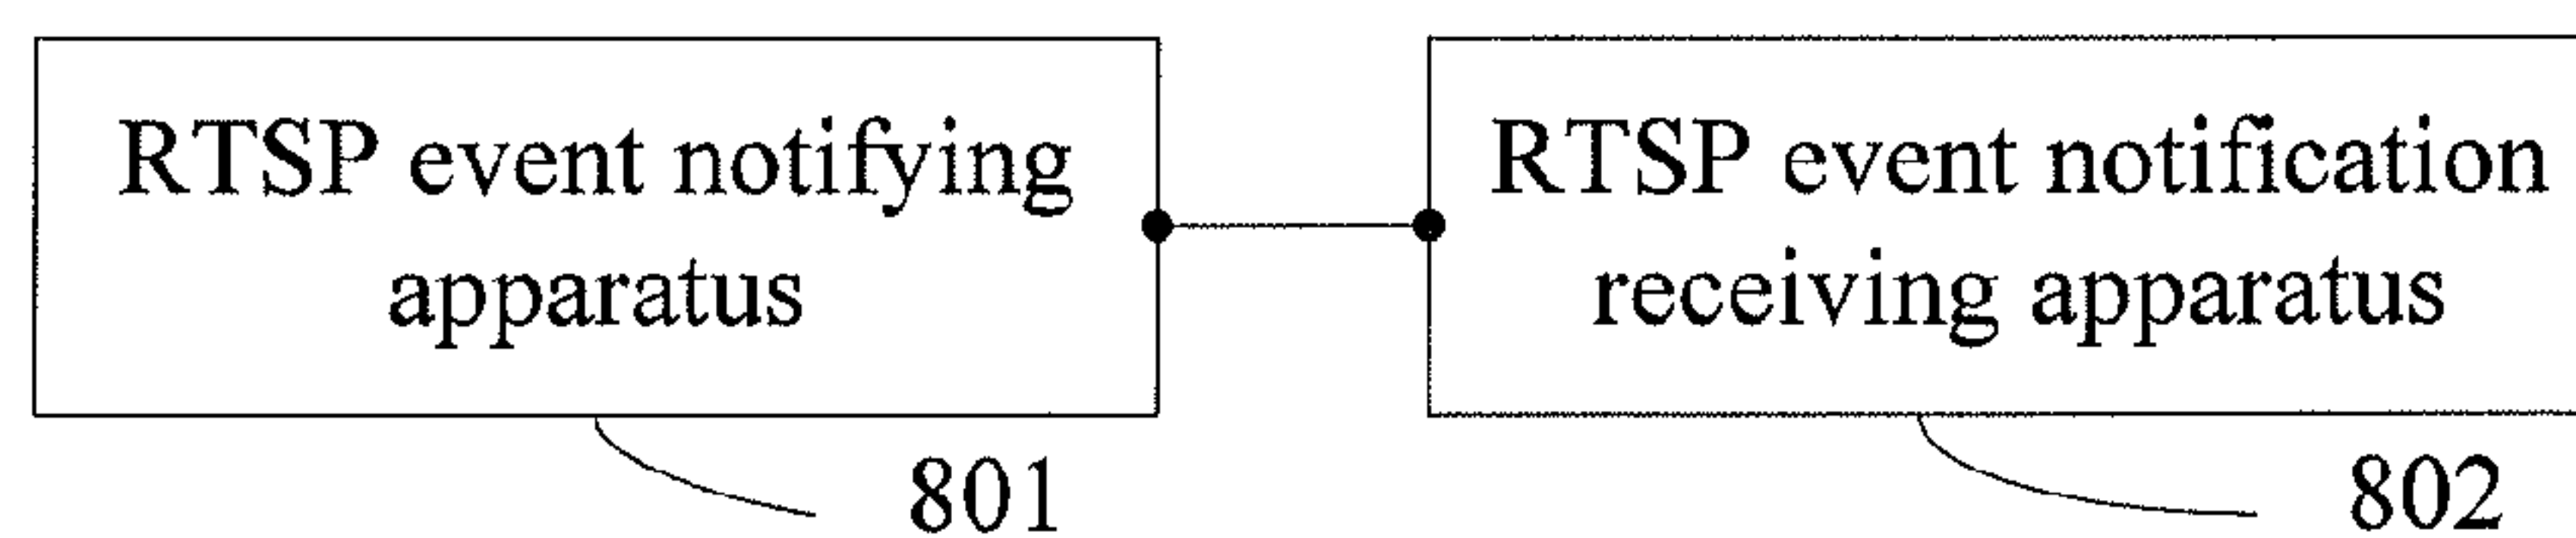 RTSP event notifying
apparatus
RTSP event notification
receiving apparatus
801
802